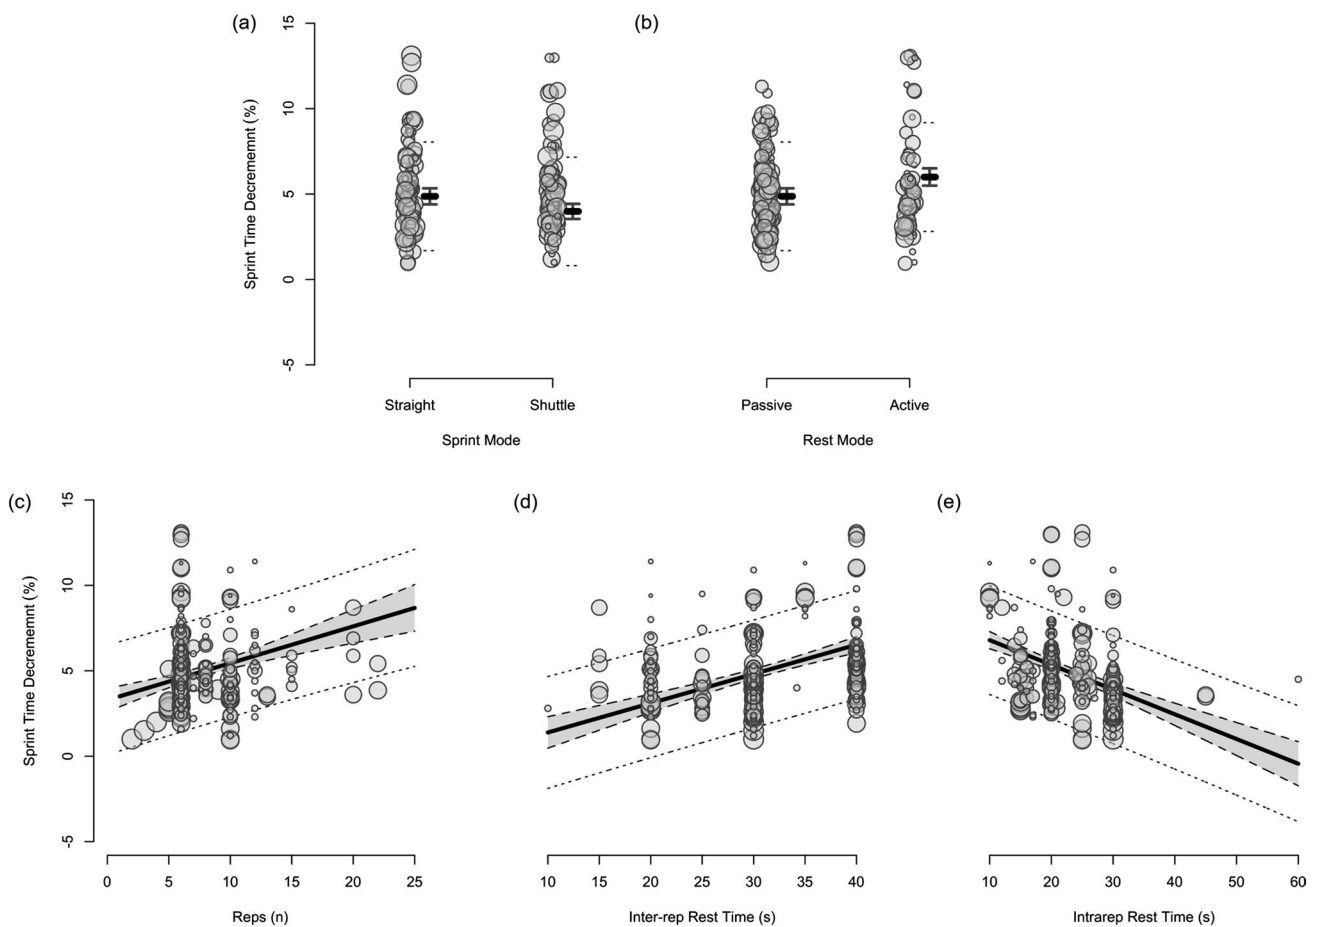 (a)
(b)
15
10
5
0
-5
Sprint Time Decrememnt (%)
Straight
Shuttle
Passive
Active
Sprint Mode
Rest Mode
(c)
(d)
(e)
15
10
5
0
-5
Sprint Time Decrememnt (%)
0 5 10 15 20 25
10 15 20 25 30 35 40
10 20 30 40 50 60
Reps (n)
Inter-rep Rest Time (s)
Intrarep Rest Time (s)